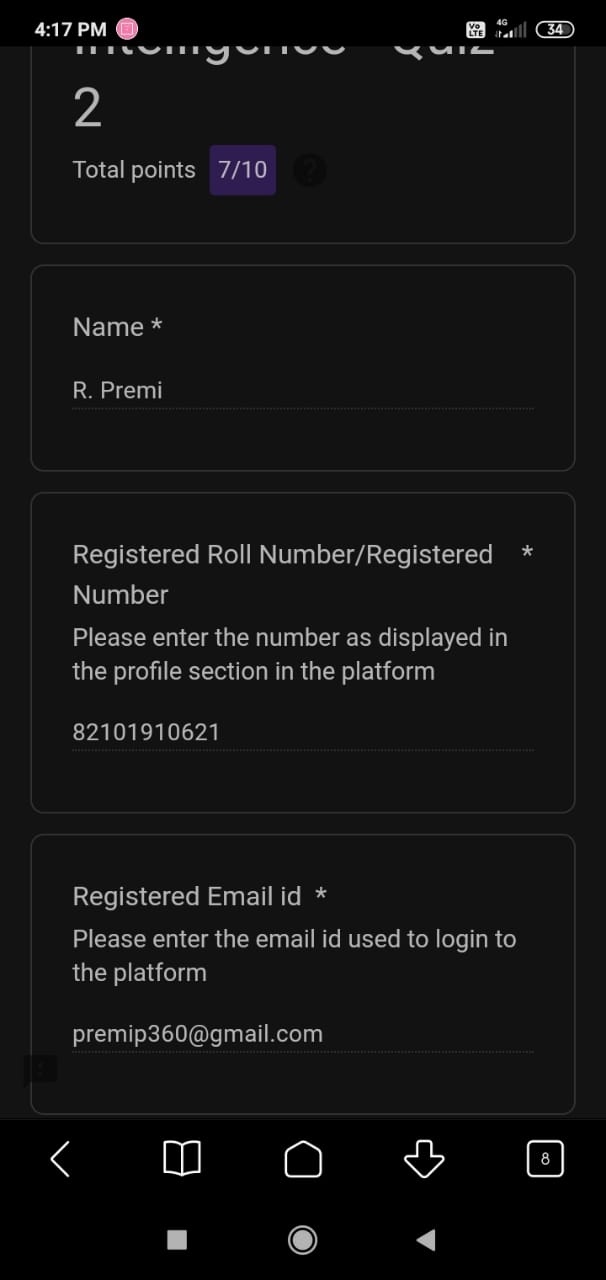 4:17 PM Vo LTE 4G 34
Intelligence - Quiz
2
Total points 7/10 ?
Name *
R. Premi
Registered Roll Number/Registered *
Number
Please enter the number as displayed in
the profile section in the platform
82101910621
Registered Email id *
Please enter the email id used to login to
the platform
premip360@gmail.com
8